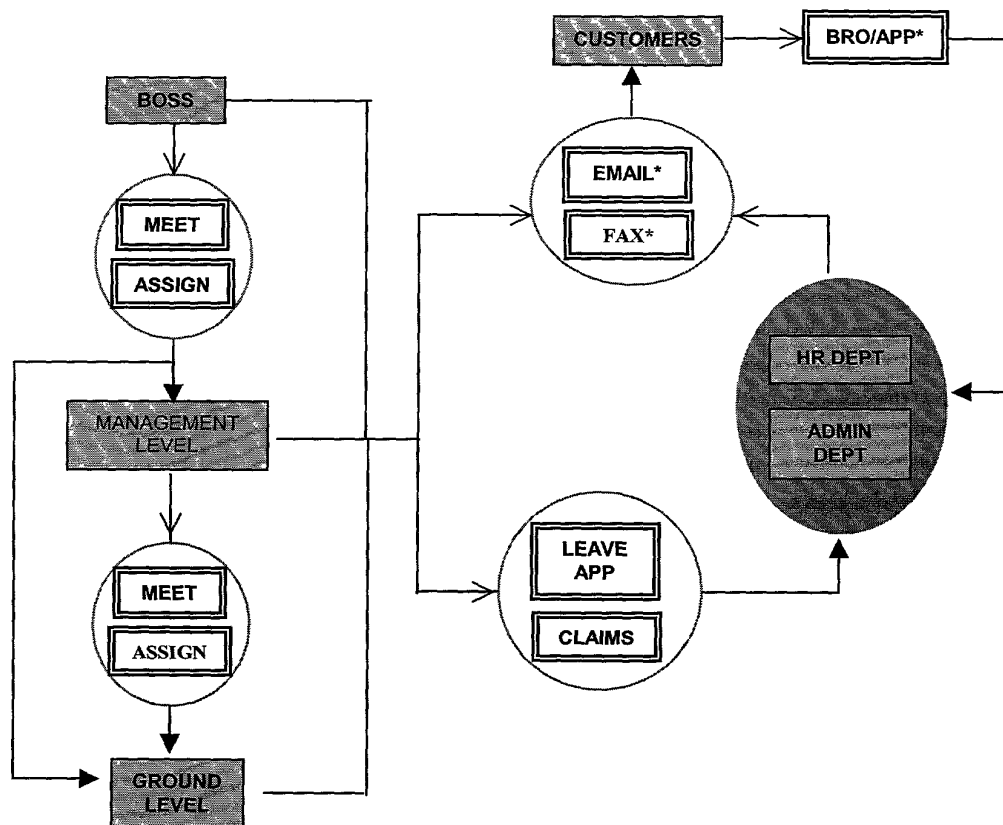 CUSTOMERS
BRO/APP*
BOSS
EMAIL*
FAX*
MEET
ASSIGN
HR DEPT
ADMIN
DEPT
MANAGEMENT
LEVEL
LEAVE
APP
CLAIMS
MEET
ASSIGN
GROUND
LEVEL